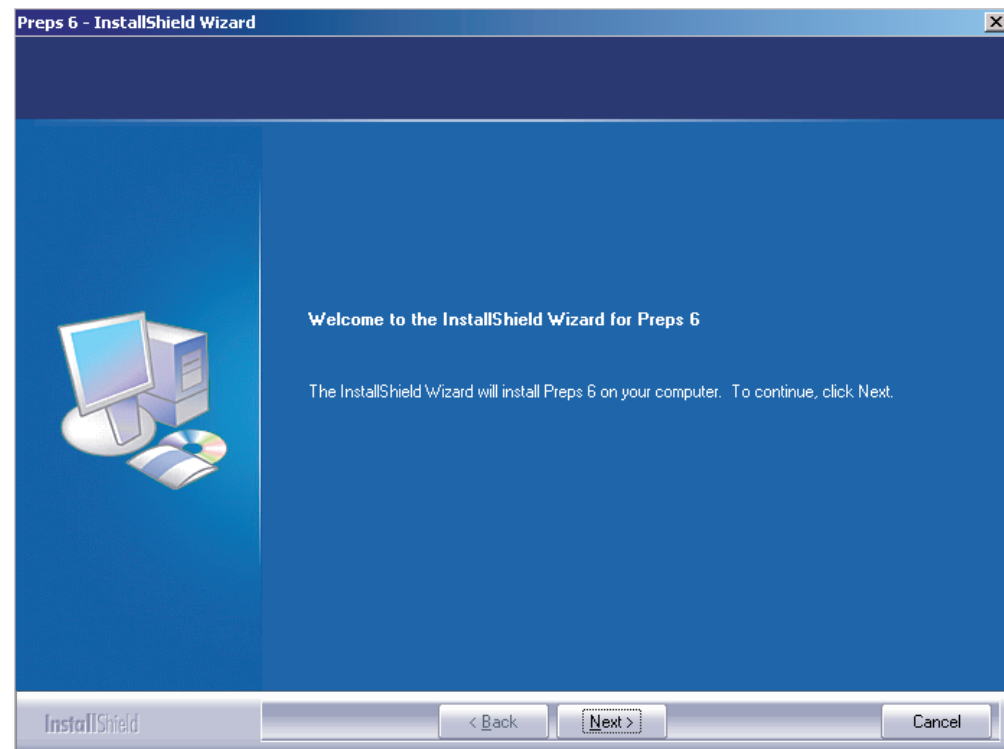 Preps 6 - InstallShield Wizard
Welcome to the InstallShield Wizard for Preps 6
The InstallShield Wizard will install Preps 6 on your computer. To continue, click Next.
InstallShield
< Back
Next >
Cancel